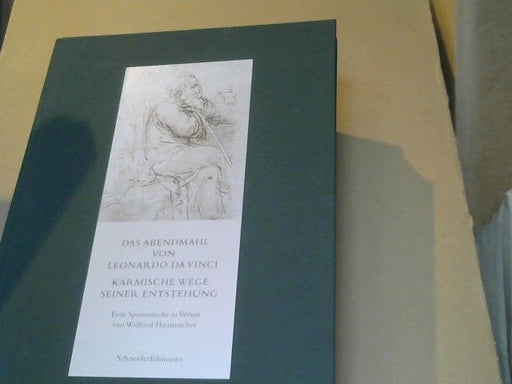 DAS ABENDMAHL
VON
LEONARDO DA VINCI
KARMISCHE WEGE
SEINER ENTSTEHUNG
Eine Spurensuche in Versen
von Wilfried Hammacher
SchneiderEditionen